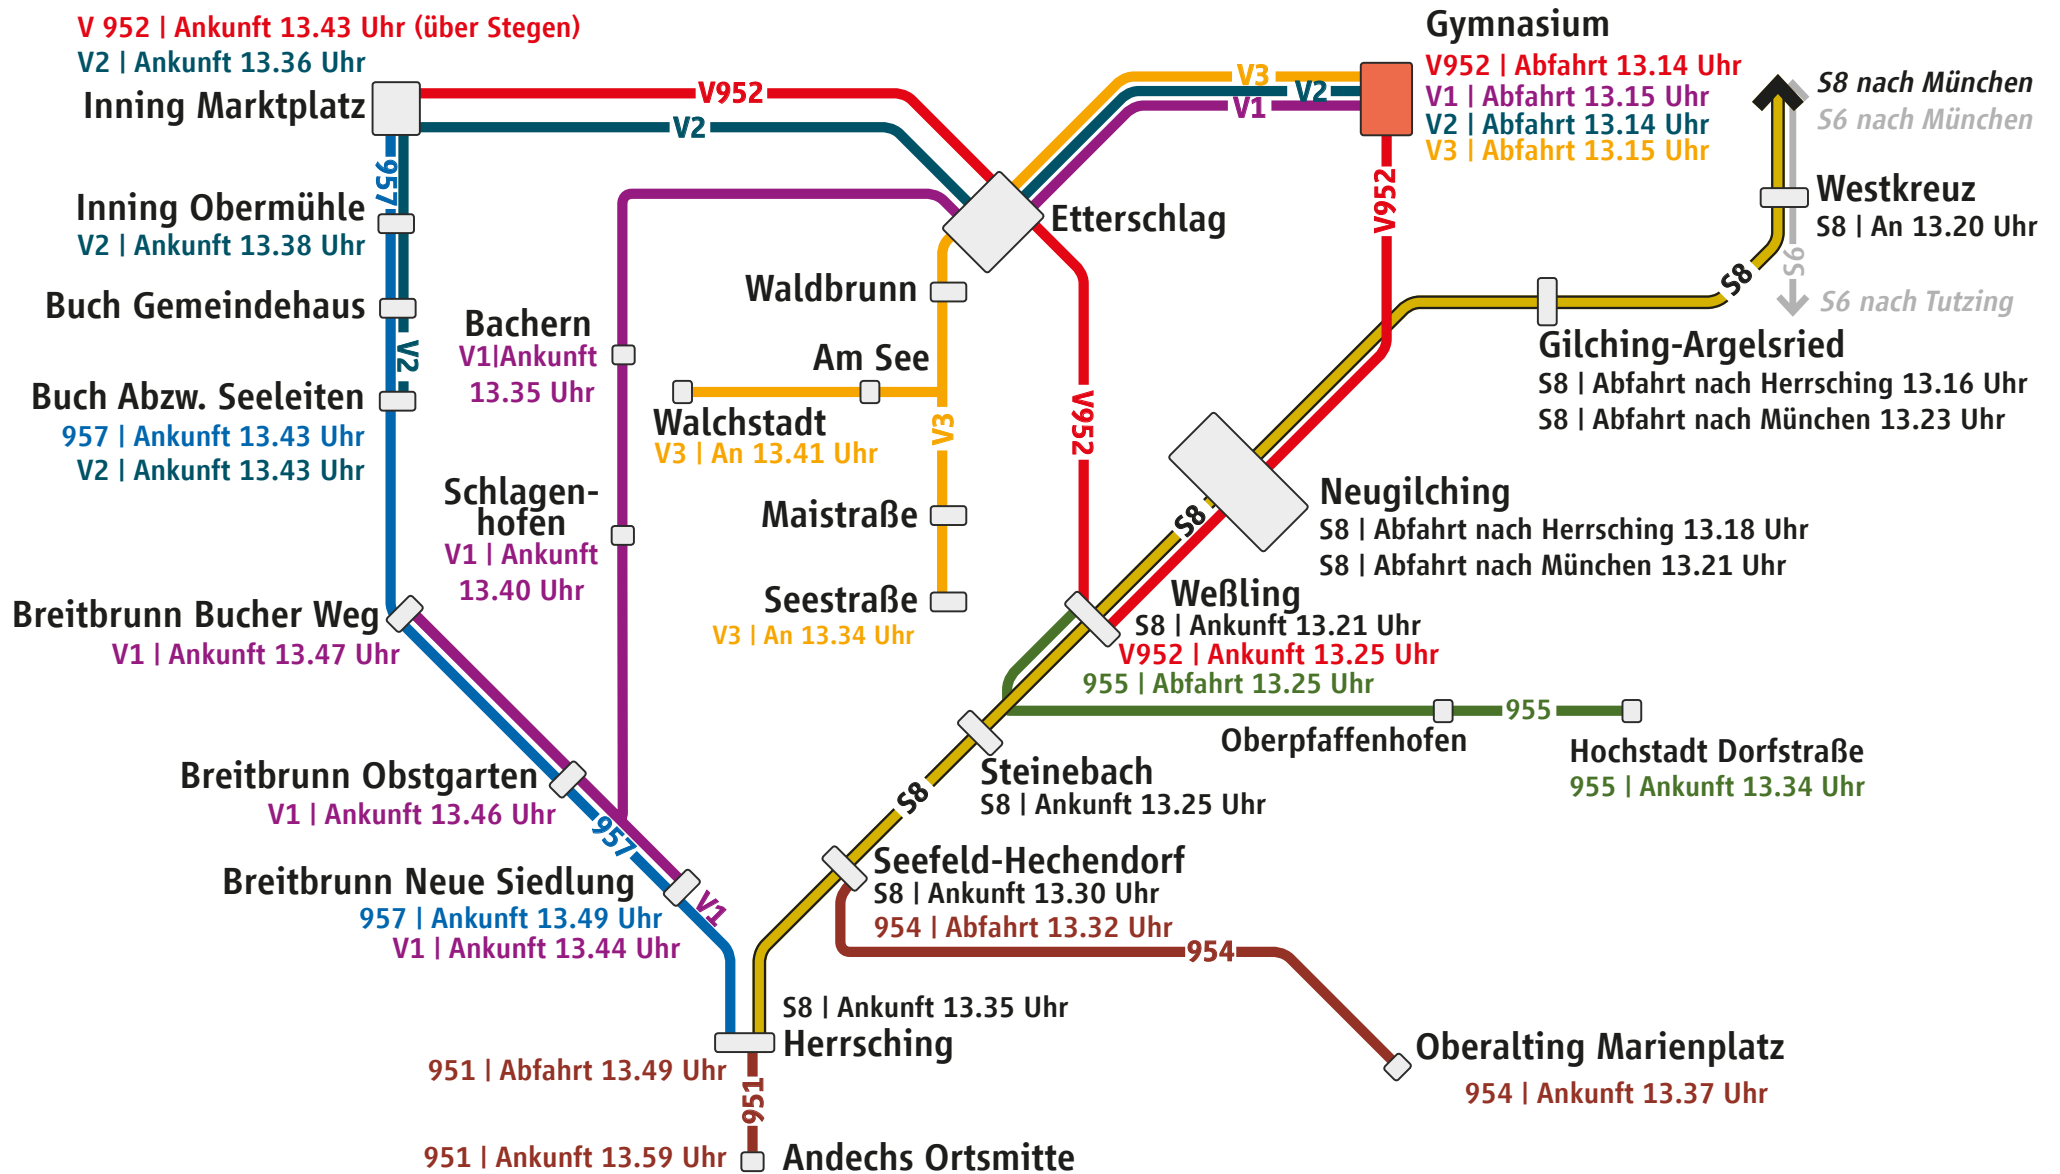 V 952 | Ankunft 13.43 Uhr (über Stegen)
V2 | Ankunft 13.36 Uhr
Inning Marktplatz
957
Inning Obermühle
V2 | Ankunft 13.38 Uhr
Buch Gemeindehaus
V2
Buch Abzw. Seeleiten
957 | Ankunft 13.43 Uhr
V2 | Ankunft 13.43 Uhr
Breitbrunn Bucher Weg
V1 | Ankunft 13.47 Uhr
Breitbrunn Obstgarten
V1 | Ankunft 13.46 Uhr
957
Breitbrunn Neue Siedlung
V1
957 | Ankunft 13.49 Uhr
V1 | Ankunft 13.44 Uhr
V952
V2
Bachern
V1|Ankunft
13.35 Uhr
Schlagen-
hofen
V1 | Ankunft
13.40 Uhr
V3
V2
V1
Etterschlag
Waldbrunn
Am See
Walchstadt
V3 | An 13.41 Uhr
V3
Maistraße
Seestraße
V3 | An 13.34 Uhr
V952
Gymnasium
V952 | Abfahrt 13.14 Uhr
V1 | Abfahrt 13.15 Uhr
V2 | Abfahrt 13.14 Uhr
V3 | Abfahrt 13.15 Uhr
V952
S8 nach München
S6 nach München
Westkreuz
S8 | An 13.20 Uhr
S6
S6 nach Tutzing
S8
Gilching-Argelsried
S8 | Abfahrt nach Herrsching 13.16 Uhr
S8 | Abfahrt nach München 13.23 Uhr
Neugilching
S8 | Abfahrt nach Herrsching 13.18 Uhr
S8 | Abfahrt nach München 13.21 Uhr
S8
Weßling
S8 | Ankunft 13.21 Uhr
V952 | Ankunft 13.25 Uhr
955 | Abfahrt 13.25 Uhr
955
Oberpfaffenhofen
Hochstadt Dorfstraße
955 | Ankunft 13.34 Uhr
Steinebach
S8 | Ankunft 13.25 Uhr
S8
Seefeld-Hechendorf
S8 | Ankunft 13.30 Uhr
954 | Abfahrt 13.32 Uhr
954
Oberalting Marienplatz
954 | Ankunft 13.37 Uhr
S8 | Ankunft 13.35 Uhr
Herrsching
951 | Abfahrt 13.49 Uhr
951
951 | Ankunft 13.59 Uhr
Andechs Ortsmitte